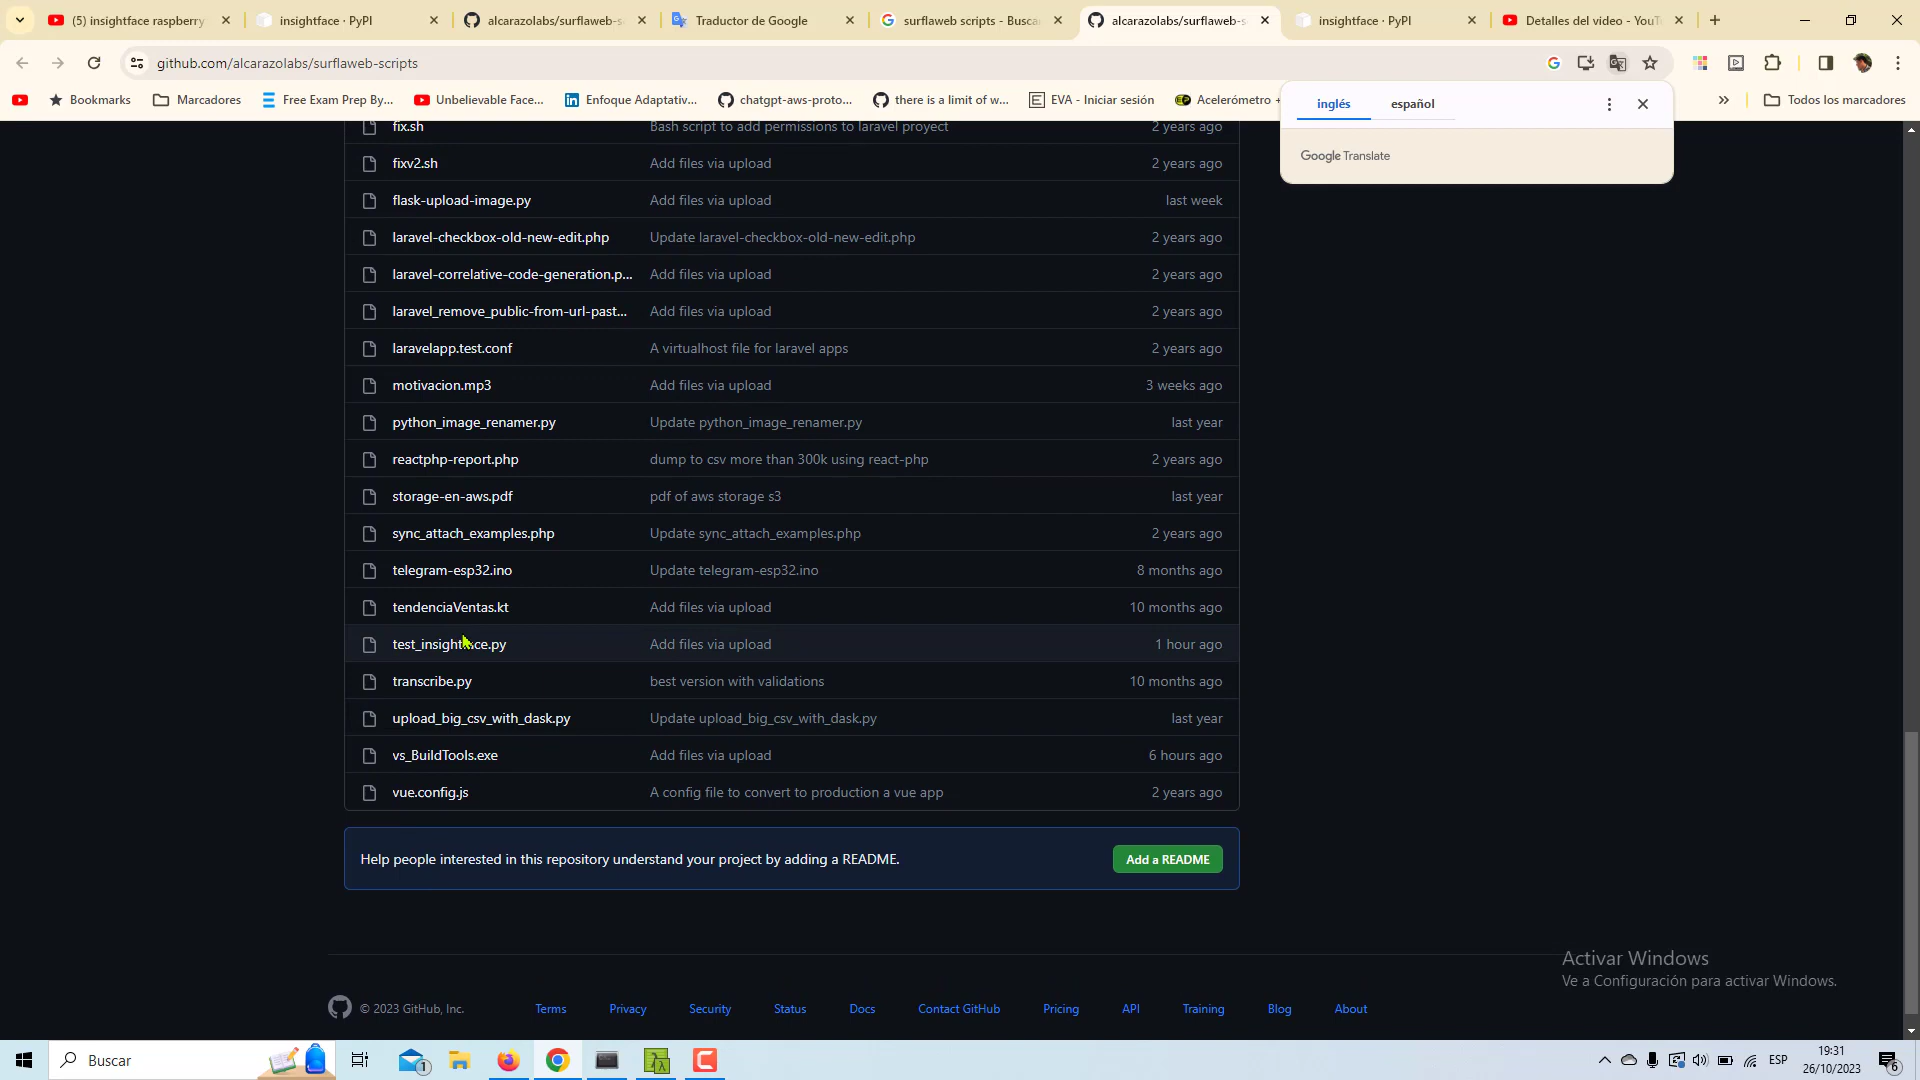 (5) insightface raspberry
insightface · PyPI
alcarazolabs/surflaweb-s
Traductor de Google
surflaweb scripts - Busca
alcarazolabs/surflaweb-s
insightface · PyPI
Detalles del video - YouT
github.com/alcarazolabs/surflaweb-scripts
Bookmarks
Marcadores
Free Exam Prep By...
Unbelievable Face...
Enfoque Adaptativ...
chatgpt-aws-proto...
there is a limit of w...
EVA - Iniciar sesión
Acelerómetro +
Todos los marcadores
inglés
español
Google Translate
fix.sh Bash script to add permissions to laravel proyect 2 years ago
fixv2.sh Add files via upload 2 years ago
flask-upload-image.py Add files via upload last week
laravel-checkbox-old-new-edit.php Update laravel-checkbox-old-new-edit.php 2 years ago
laravel-correlative-code-generation.p... Add files via upload 2 years ago
laravel_remove_public-from-url-past... Add files via upload 2 years ago
laravelapp.test.conf A virtualhost file for laravel apps 2 years ago
motivacion.mp3 Add files via upload 3 weeks ago
python_image_renamer.py Update python_image_renamer.py last year
reactphp-report.php dump to csv more than 300k using react-php 2 years ago
storage-en-aws.pdf pdf of aws storage s3 last year
sync_attach_examples.php Update sync_attach_examples.php 2 years ago
telegram-esp32.ino Update telegram-esp32.ino 8 months ago
tendenciaVentas.kt Add files via upload 10 months ago
test_insightface.py Add files via upload 1 hour ago
transcribe.py best version with validations 10 months ago
upload_big_csv_with_dask.py Update upload_big_csv_with_dask.py last year
vs_BuildTools.exe Add files via upload 6 hours ago
vue.config.js A config file to convert to production a vue app 2 years ago
Help people interested in this repository understand your project by adding a README. Add a README
Activar Windows
Ve a Configuración para activar Windows.
© 2023 GitHub, Inc. Terms Privacy Security Status Docs Contact GitHub Pricing API Training Blog About
Buscar
1
ESP
19:31
26/10/2023
6